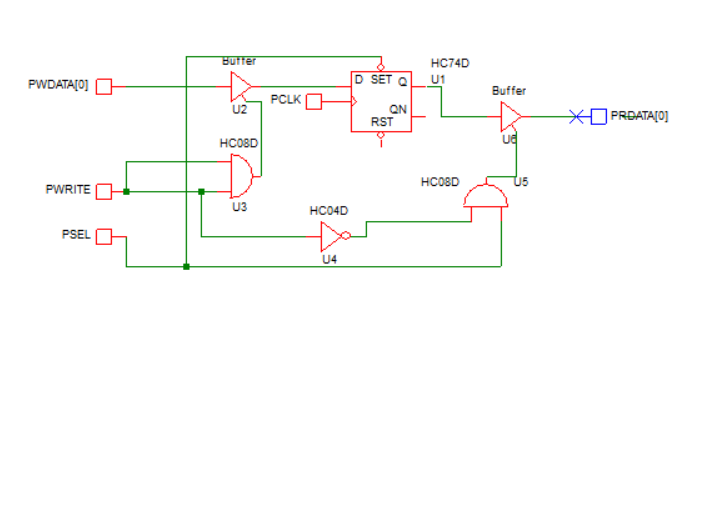 Buffer
HC74D
PWDATA[0]
D SET Q
U1
PCLK
U2
QN
RST
Buffer
PRDATA[0]
U6
HC08D
PWRITE
U3
HC08D
U5
HC04D
PSEL
U4